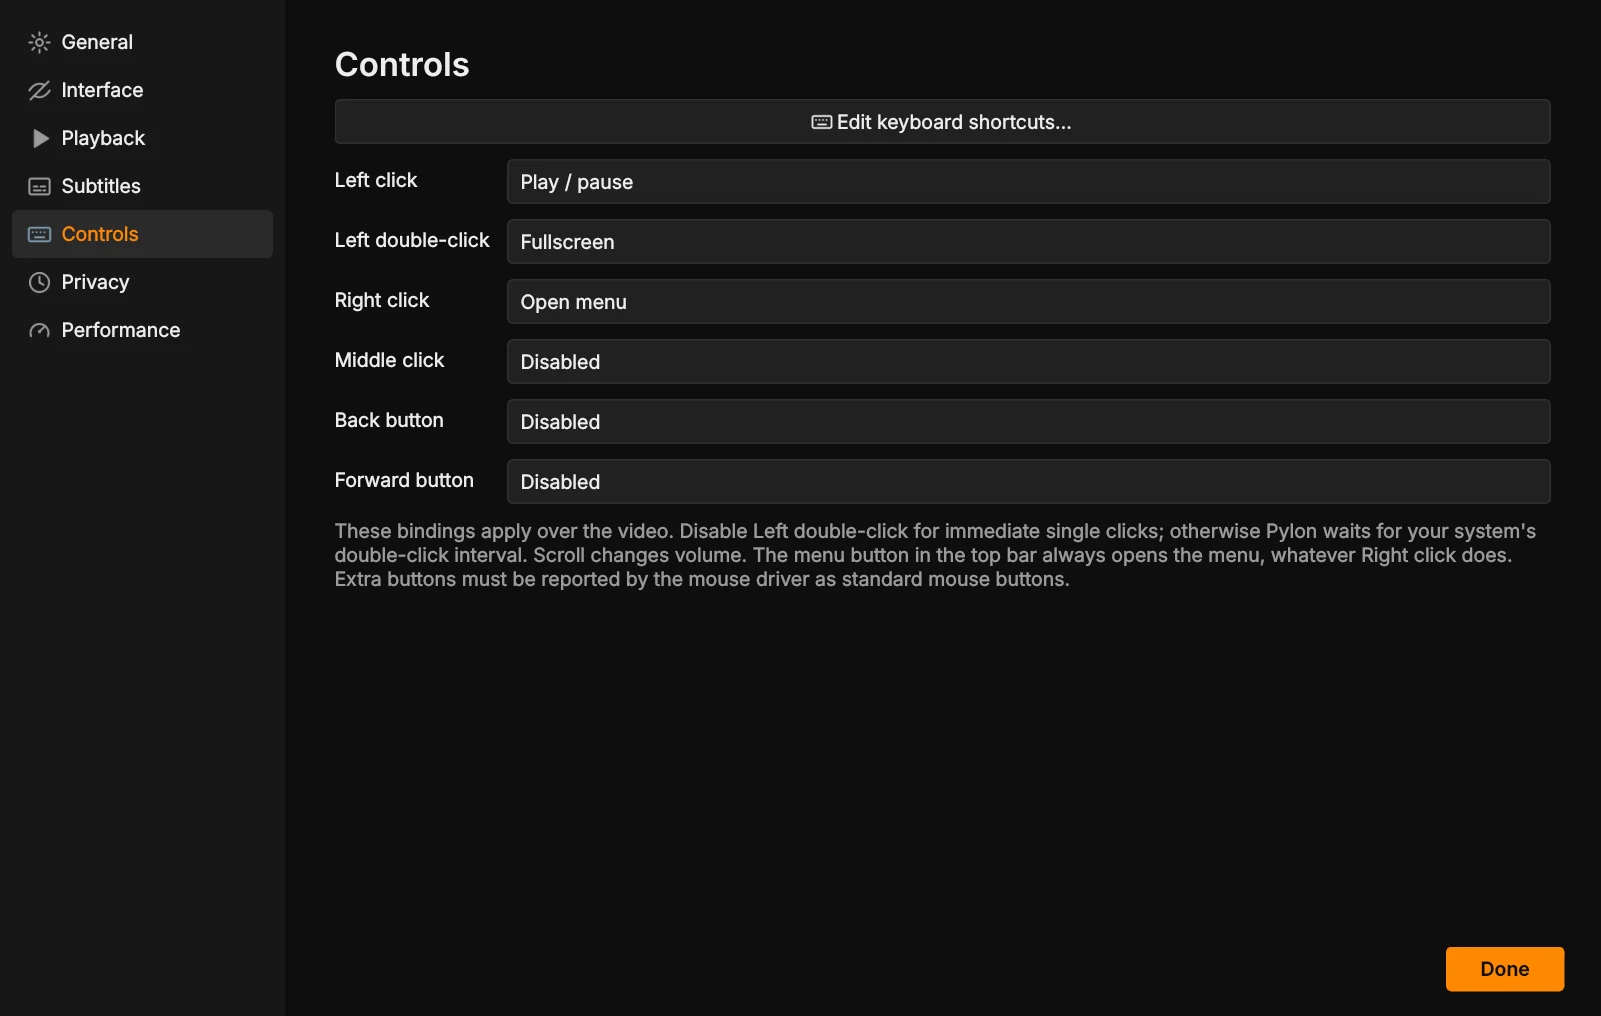 General
Interface
Playback
Subtitles
Controls
Privacy
Performance
Controls
Edit keyboard shortcuts...
Left click
Play / pause
Left double-click
Fullscreen
Right click
Open menu
Middle click
Disabled
Back button
Disabled
Forward button
Disabled
These bindings apply over the video. Disable Left double-click for immediate single clicks; otherwise Pylon waits for your system's
double-click interval. Scroll changes volume. The menu button in the top bar always opens the menu, whatever Right click does.
Extra buttons must be reported by the mouse driver as standard mouse buttons.
Done